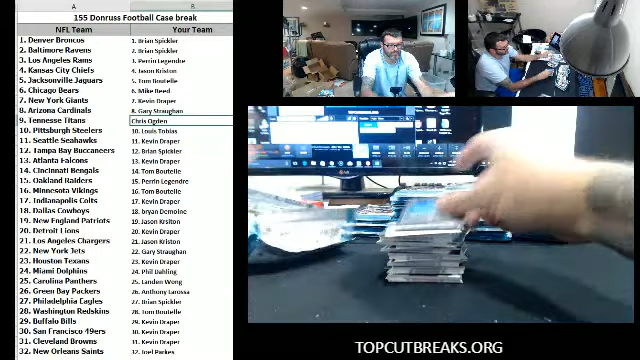 A B
155 Donruss Football Case break
NFL Team Your Team
1. Denver Broncos 1. Brian Spickler
2. Baltimore Ravens 2. Brian Spickler
3. Los Angeles Rams 3. Perrin Legendre
4. Kansas City Chiefs 4. Jason Kriston
5. Jacksonville Jaguars 5. Tom Boutelle
6. Chicago Bears 6. Mike Reed
7. New York Giants 7. Kevin Draper
8. Arizona Cardinals 8. Gary Straughan
9. Tennesse Titans Chris Ogden
10. Pittsburgh Steelers 10. Louis Tobias
11. Seattle Seahawks 11. Kevin Draper
12. Tampa Bay Buccaneers 12. Brian Spickler
13. Atlanta Falcons 13. Kevin Draper
14. Cincinnati Bengals 14. Tom Boutelle
15. Oakland Raiders 15. Perrin Legendre
16. Minnesota Vikings 16. Tom Boutelle
17. Indianapolis Colts 17. Kevin Draper
18. Dallas Cowboys 18. bryan Demoine
19. New England Patriots 19. Jason Krsiton
20. Detroit Lions 20. Kevin Draper
21. Los Angeles Chargers 21. Jason Kriston
22. New York Jets 22. Gary Straughan
23. Houston Texans 23. Kevin Draper
24. Miami Dolphins 24. Phil Dahling
25. Carolina Panthers 25. Landen Wong
26. Green Bay Packers 26. Anthony Larossa
27. Philadelphia Eagles 27. Brian Spickler
28. Washington Redskins 28. Tom Boutelle
29. Buffalo Bills 29. Kevin Draper
30. San Francisco 49ers 30. Kevin Draper
31. Cleveland Browns 31. Kevin Draper
32. New Orleans Saints 32. Joel Parkes
TOPCUTBREAKS.ORG